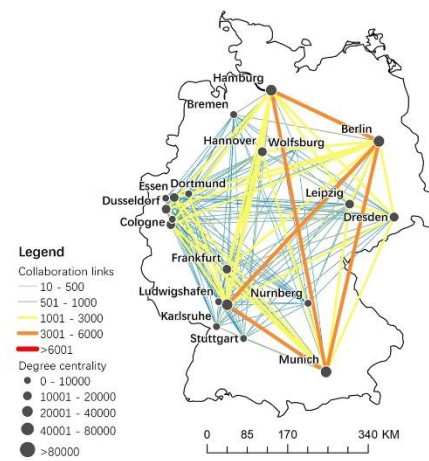 Hamburg
Bremen
Berlin
Hannover Wolfsburg
Essen Dortmund
Dusseldorf
Leipzig
Cologne
Dresden
Legend
Collaboration links
10 - 500
501 - 1000
1001 - 3000
3001 - 6000
>6001
Degree centrality
0 - 10000
10001 - 20000
20001 - 40000
40001 - 80000
>80000
Frankfurt
Ludwigshafen
Nurnberg
Karlsruhe
Stuttgart
Munich
0 85 170 340 KM